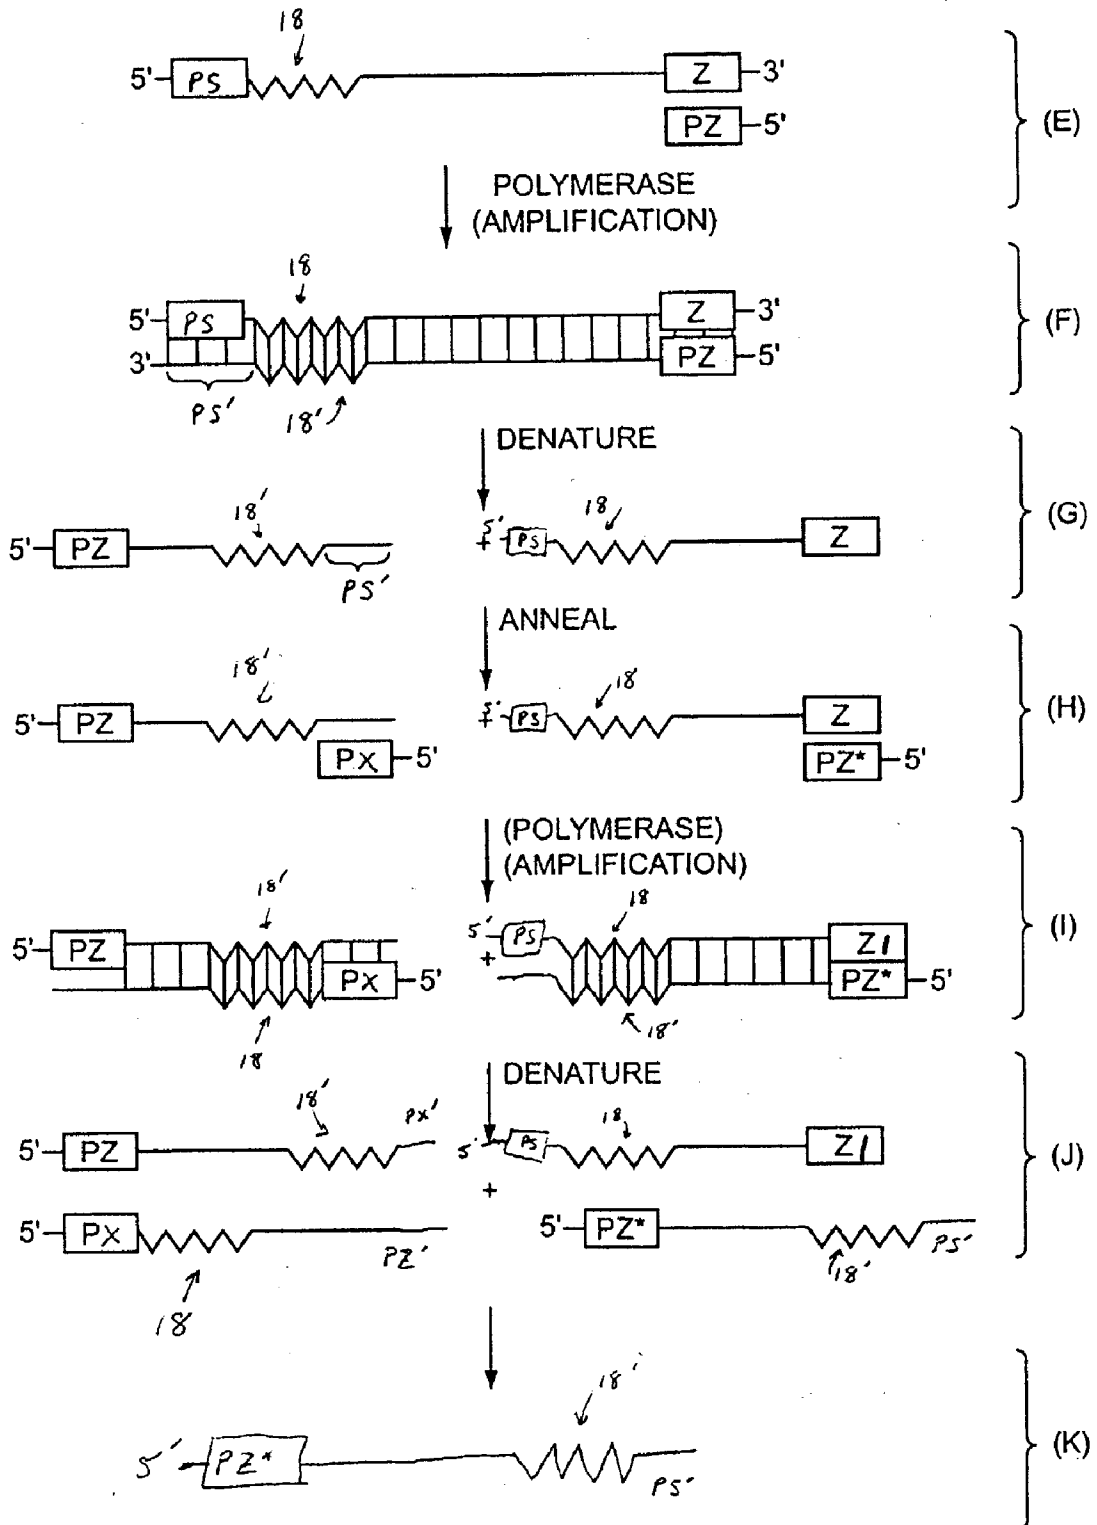 18
5' PS Z 3'
PZ 5'
(E)
POLYMERASE
(AMPLIFICATION)
18
5' PS Z 3'
3' PZ 5'
PS' 18'
(F)
DENATURE
18' 5' 18
5' PZ + PS Z
PS'
(G)
ANNEAL
18' 5' 18
5' PZ + PS Z
PX 5' PZ* 5'
(H)
(POLYMERASE)
(AMPLIFICATION)
18' 18
5' PZ 5' PS Z1
+
PX 5' PZ* 5'
18 18'
(I)
DENATURE
18' PX' 18
5' PZ 5' PS Z1
+
5' PX PZ' 5' PZ* PS'
18 18'
(J)
18'
5' PZ* PS'
(K)